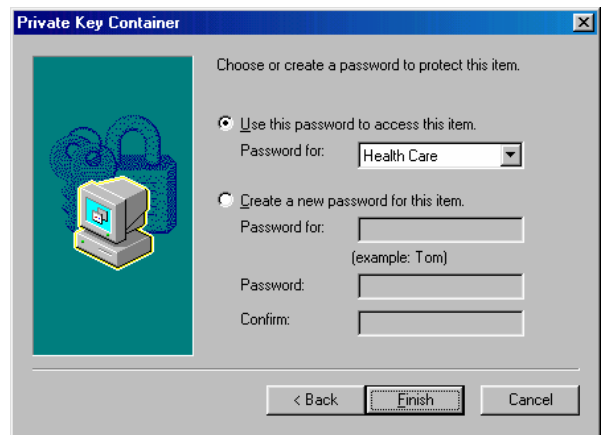 Private Key Container
Choose or create a password to protect this item.
Use this password to access this item.
Password for: Health Care
Create a new password for this item.
Password for:
(example: Tom)
Password:
Confirm:
< Back Finish Cancel